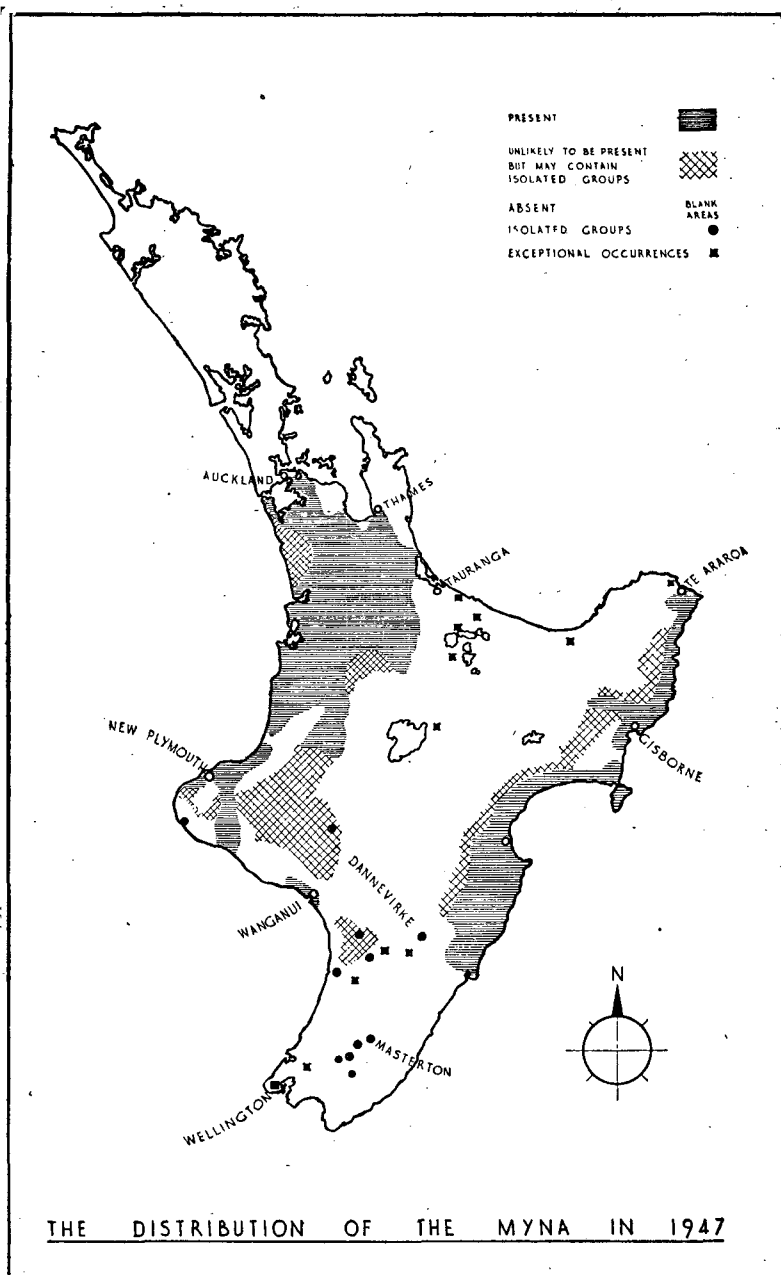 PRESENT
UNLIKELY TO BE PRESENT
BUT MAY CONTAIN
ISOLATED GROUPS
ABSENT BLANK
AREAS
ISOLATED GROUPS
EXCEPTIONAL OCCURRENCES
AUCKLAND
THAMES
TAURANGA
TE ARAROA
NEW PLYMOUTH
GISBORNE
DANNEVIRKE
WANGANUI
N
MASTERTON
WELLINGTON
THE DISTRIBUTION OF THE MYNA IN 1947